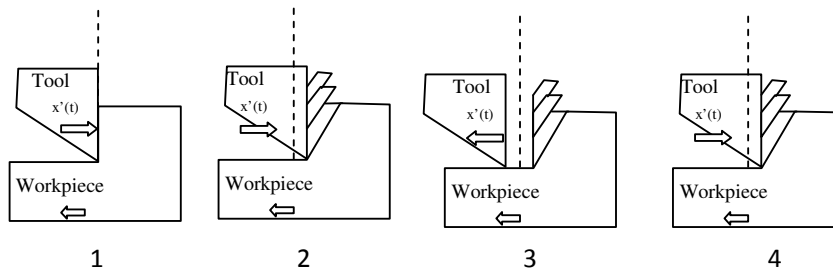 Tool
x'(t)
Workpiece
1
Tool
x'(t)
Workpiece
2
Tool
x'(t)
Workpiece
3
Tool
x'(t)
Workpiece
4